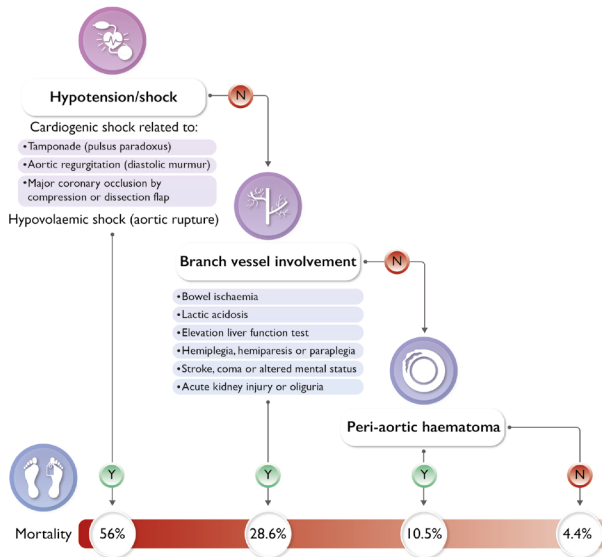 Hypotension/shock
N
Cardiogenic shock related to:
•Tamponade (pulsus paradoxus)
•Aortic regurgitation (diastolic murmur)
•Major coronary occlusion by
compression or dissection flap
Hypovolaemic shock (aortic rupture)
Branch vessel involvement
N
•Bowel ischaemia
•Lactic acidosis
•Elevation liver function test
•Hemiplegia, hemiparesis or paraplegia
•Stroke, coma or altered mental status
•Acute kidney injury or oliguria
Peri-aortic haematoma
Y
Y
Y
N
Mortality
56%
28.6%
10.5%
4.4%